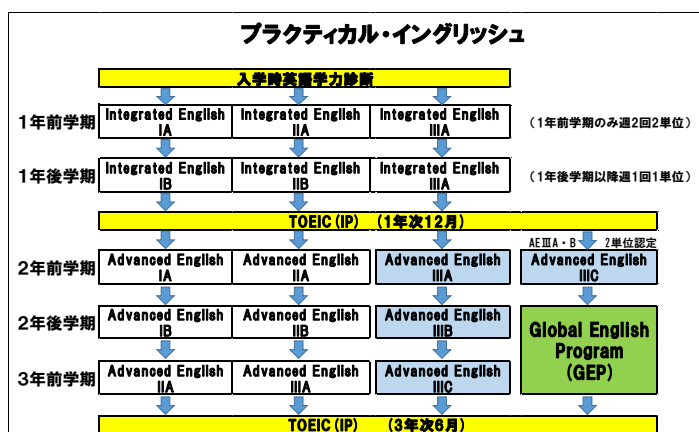 プラクティカル・イングリッシュ
入学時英語学力診断
1年前学期
Integrated English
IA
Integrated English
IIA
Integrated English
IIIA
(1年前学期のみ週2回2単位)
1年後学期
Integrated English
IB
Integrated English
IIB
Integrated English
IIIA
(1年後学期以降週1回1単位)
TOEIC(IP) (1年次12月)
AEⅢA・B 2単位認定
2年前学期
Advanced English
IA
Advanced English
IIA
Advanced English
IIIA
Advanced English
IIIC
2年後学期
Advanced English
IB
Advanced English
IIB
Advanced English
IIIB
Global English
Program
(GEP)
3年前学期
Advanced English
IIA
Advanced English
IIIA
Advanced English
IIIC
TOEIC(IP) (3年次6月)